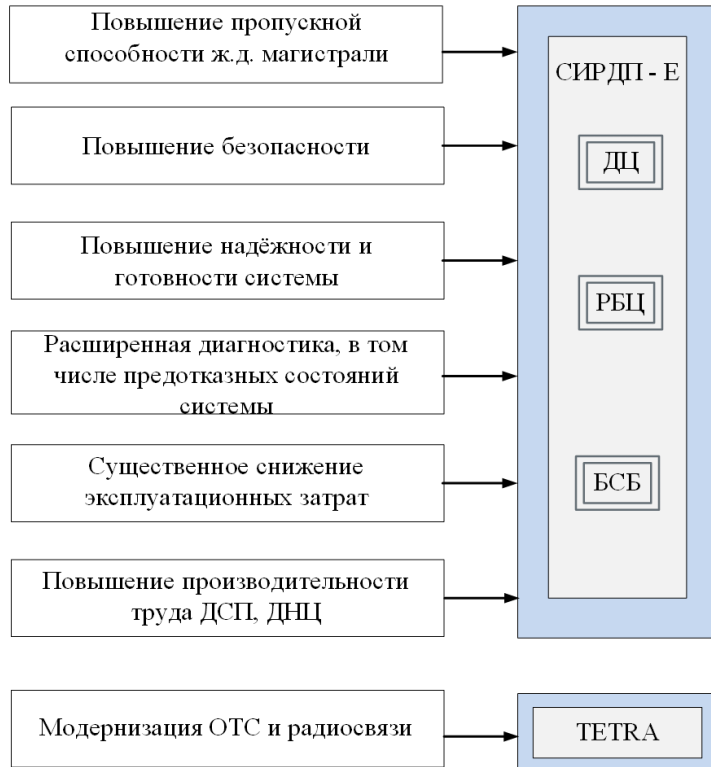 Повышение пропускной
способности ж.д. магистрали
СИРДП - Е
Повышение безопасности
ДЦ
Повышение надёжности и
готовности системы
РБЦ
Расширенная диагностика, в том
числе предотказных состояний
системы
Существенное снижение
эксплуатационных затрат
БСБ
Повышение производительности
труда ДСП, ДНЦ
Модернизация ОТС и радиосвязи
TETRA